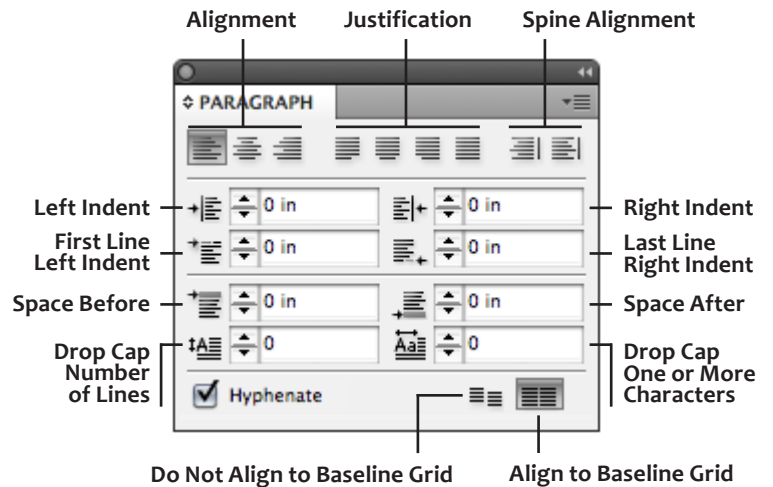 Alignment Justification Spine Alignment
PARAGRAPH
Left Indent 0 in 0 in Right Indent
First Line
Left Indent 0 in 0 in Last Line
Right Indent
Space Before 0 in 0 in Space After
Drop Cap
Number
of Lines 0 0 Drop Cap
One or More
Characters
Hyphenate
Do Not Align to Baseline Grid Align to Baseline Grid